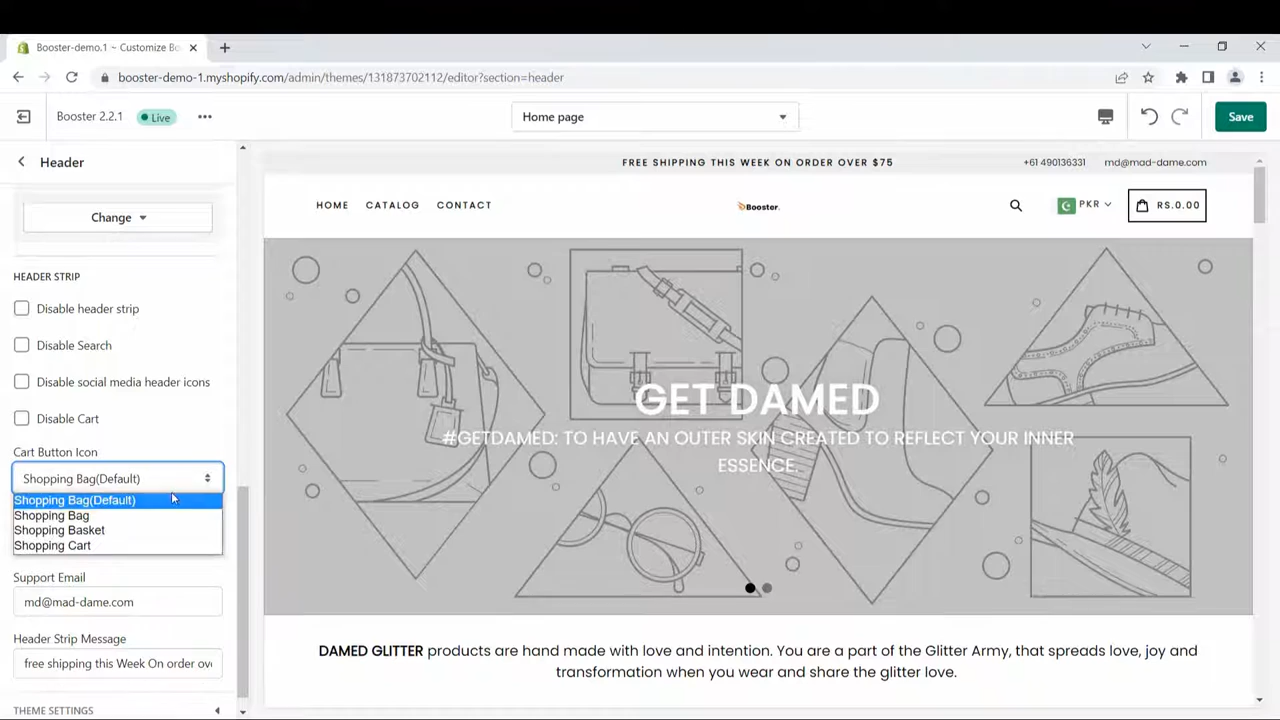 Booster-demo.1 ~ Customize Bo
booster-demo-1.myshopify.com/admin/themes/131873702112/editor?section=header
Booster 2.2.1
Live
Home page
Save
Header
Change
HEADER STRIP
Disable header strip
Disable Search
Disable social media header icons
Disable Cart
Cart Button Icon
Shopping Bag(Default)
Shopping Bag(Default)
Shopping Bag
Shopping Basket
Shopping Cart
Support Email
md@mad-dame.com
Header Strip Message
free shipping this Week On order ove
THEME SETTINGS
FREE SHIPPING THIS WEEK ON ORDER OVER $75
+61 490136331
md@mad-dame.com
HOME
CATALOG
CONTACT
Booster.
PKR
RS.0.00
GET DAMED
#GETDAMED: TO HAVE AN OUTER SKIN CREATED TO REFLECT YOUR INNER
ESSENCE.
DAMED GLITTER products are hand made with love and intention. You are a part of the Glitter Army, that spreads love, joy and
transformation when you wear and share the glitter love.